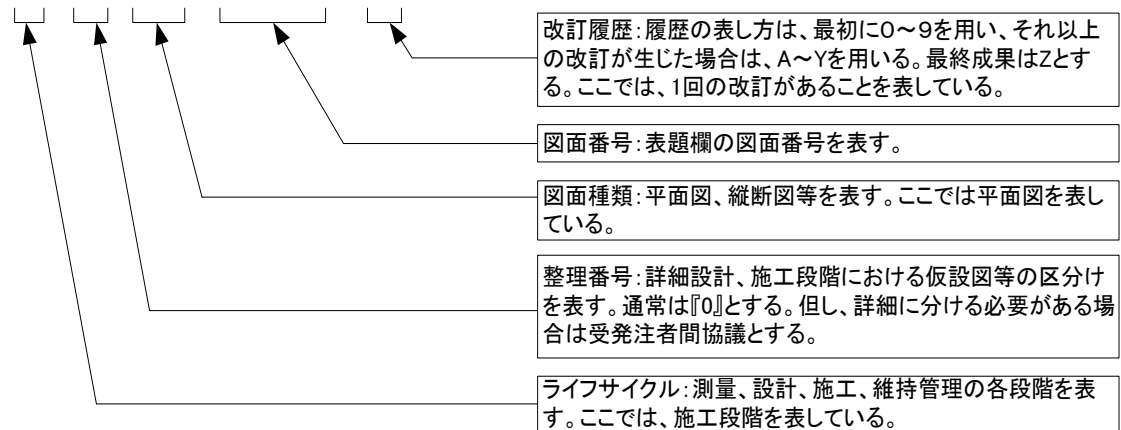 改訂履歴：履歴の表し方は、最初に0～9を用い、それ以上
の改訂が生じた場合は、A～Yを用いる。最終成果はZとす
る。ここでは、1回の改訂があることを表している。
図面番号：表題欄の図面番号を表す。
図面種類：平面図、縦断図等を表す。ここでは平面図を表し
ている。
整理番号：詳細設計、施工段階における仮設図等の区分け
を表す。通常は『0』とする。但し、詳細に分ける必要がある場
合は受発注者間協議とする。
ライフサイクル：測量、設計、施工、維持管理の各段階を表
す。ここでは、施工段階を表している。